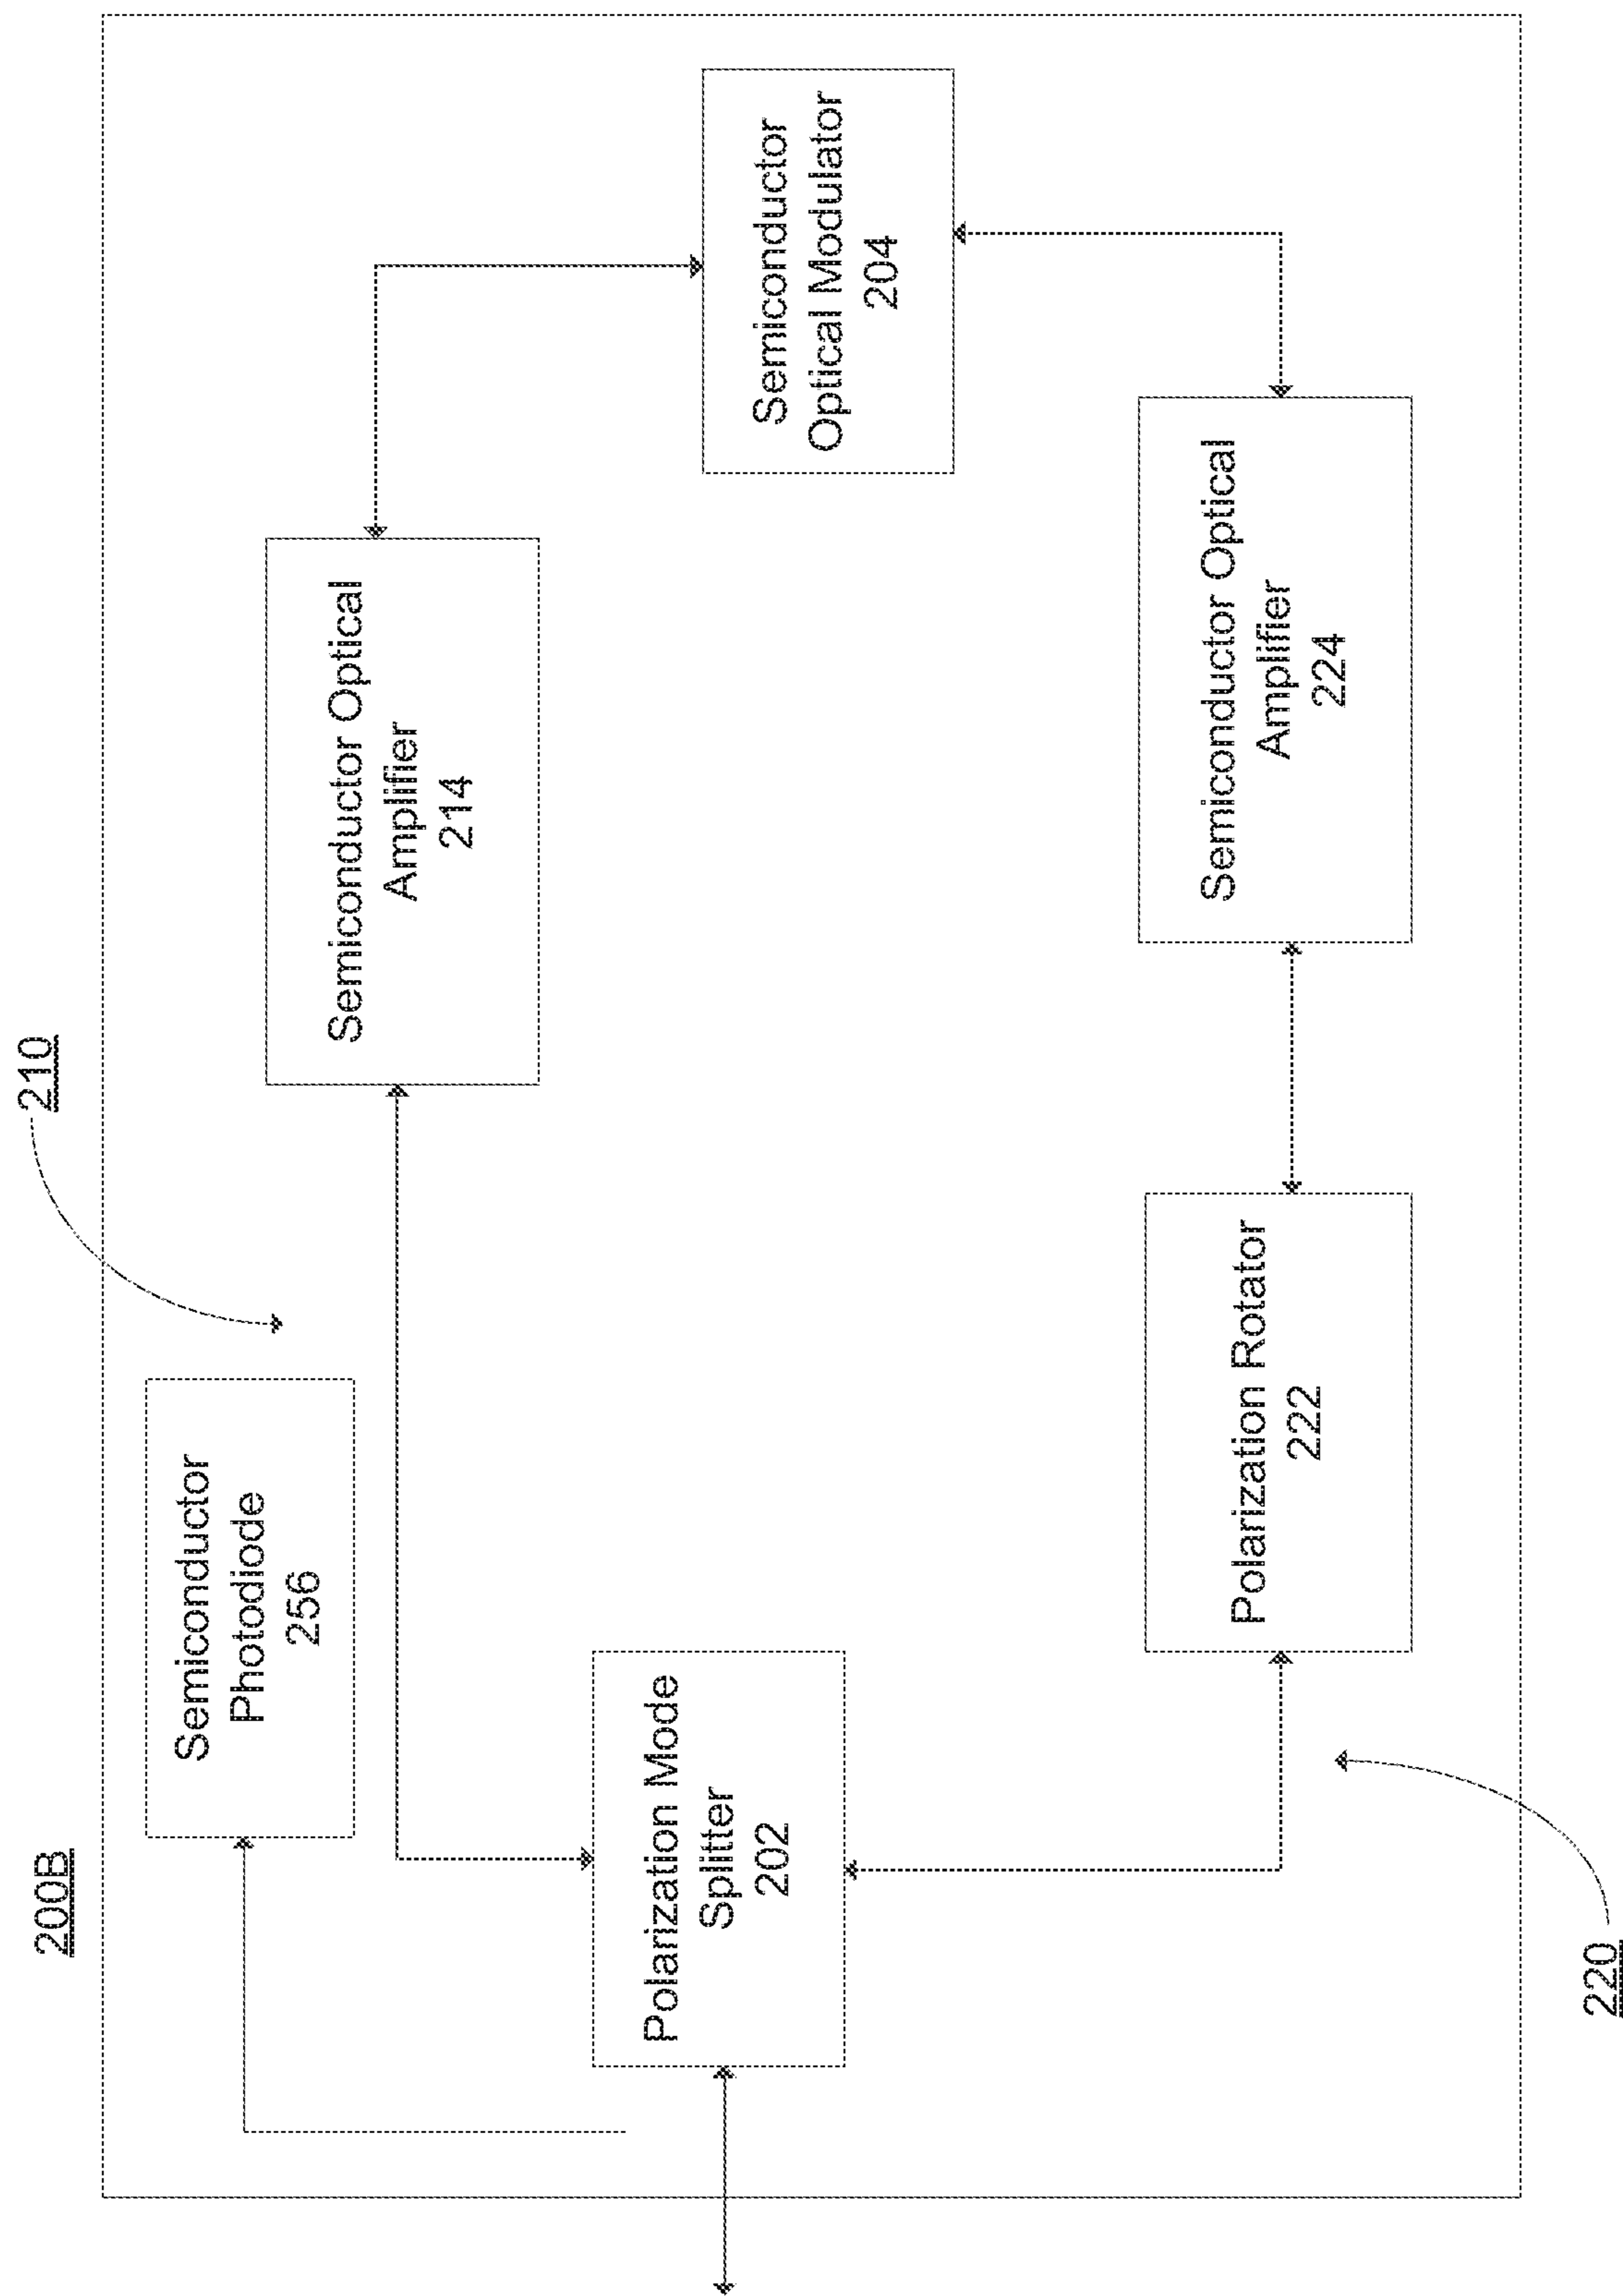 200B
210
Semiconductor
Photodiode
256
Semiconductor Optical
Amplifier
214
Polarization Mode
Splitter
202
Semiconductor
Optical Modulator
204
Polarization Rotator
222
Semiconductor Optical
Amplifier
224
220